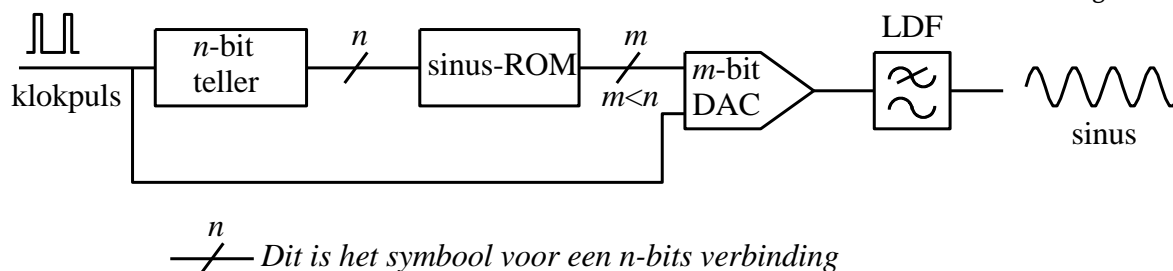 g
n-bit
teller
klokpuls
n
sinus-ROM
m
m<n
m-bit
DAC
LDF
sinus
n
Dit is het symbool voor een n-bits verbinding